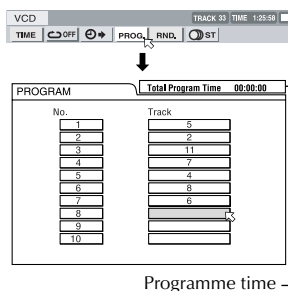 VCD TRACK 33 TIME 1:25:58
TIME OFF PROG. RND. ST
PROGRAM Total Program Time 00:00:00
No. Track
1 5
2 2
3 11
4 7
5 4
6 8
7 6
8
9
10
Programme time –